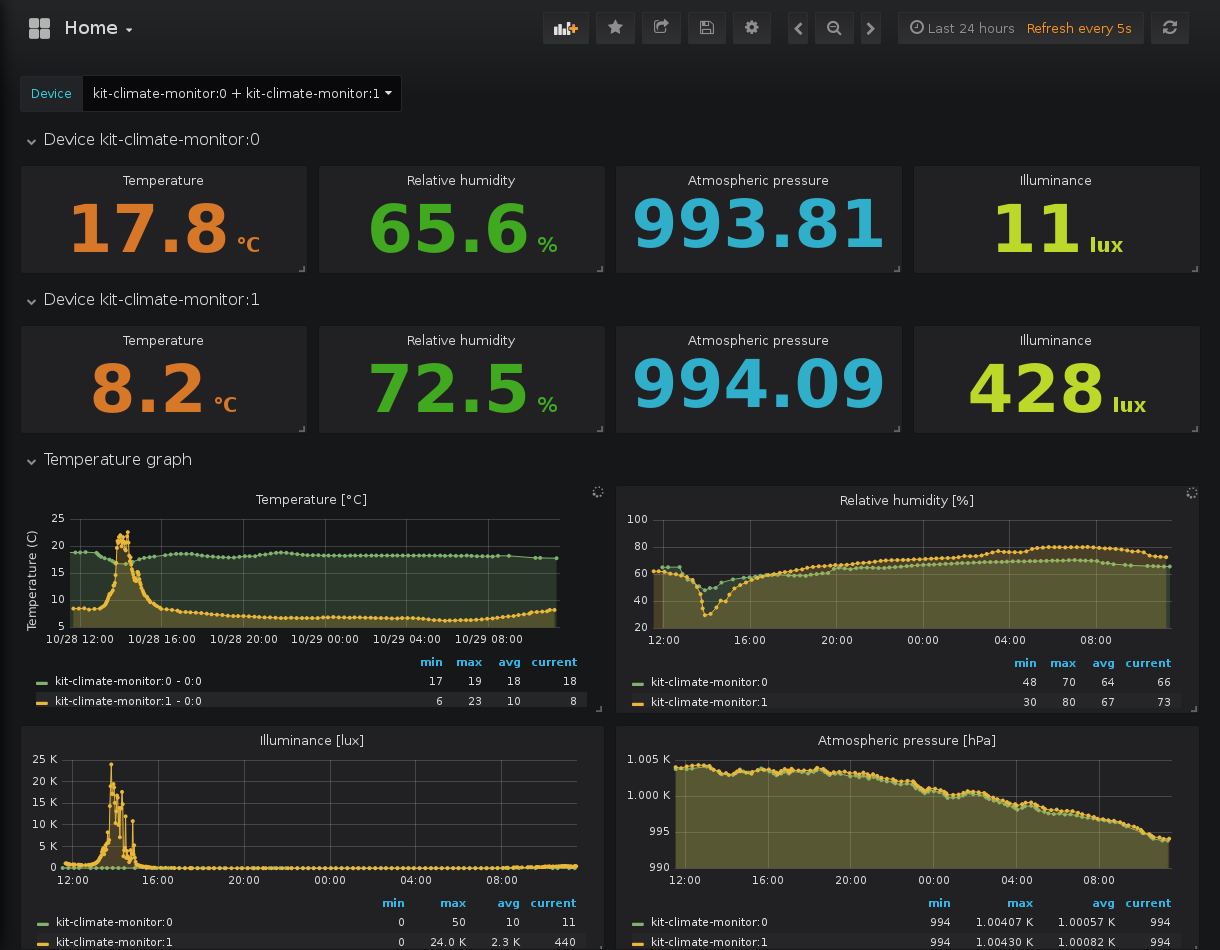 Home
Last 24 hours Refresh every 5s
Device kit-climate-monitor:0 + kit-climate-monitor:1
Device kit-climate-monitor:0
Temperature
17.8 °C
Relative humidity
65.6 %
Atmospheric pressure
993.81
Illuminance
11 lux
Device kit-climate-monitor:1
Temperature
8.2 °C
Relative humidity
72.5 %
Atmospheric pressure
994.09
Illuminance
428 lux
Temperature graph
Temperature [°C]
Temperature (C)
25
20
15
10
5
10/28 12:00 10/28 16:00 10/28 20:00 10/29 00:00 10/29 04:00 10/29 08:00
min max avg current
kit-climate-monitor:0 - 0:0 17 19 18 18
kit-climate-monitor:1 - 0:0 6 23 10 8
Relative humidity [%]
100
80
60
40
20
12:00 16:00 20:00 00:00 04:00 08:00
min max avg current
kit-climate-monitor:0 48 70 64 66
kit-climate-monitor:1 30 80 67 73
Illuminance [lux]
25 K
20 K
15 K
10 K
5 K
0
12:00 16:00 20:00 00:00 04:00 08:00
min max avg current
kit-climate-monitor:0 0 50 10 11
kit-climate-monitor:1 0 24.0 K 2.3 K 440
Atmospheric pressure [hPa]
1.005 K
1.000 K
995
990
12:00 16:00 20:00 00:00 04:00 08:00
min max avg current
kit-climate-monitor:0 994 1.00407 K 1.00057 K 994
kit-climate-monitor:1 994 1.00430 K 1.00082 K 994